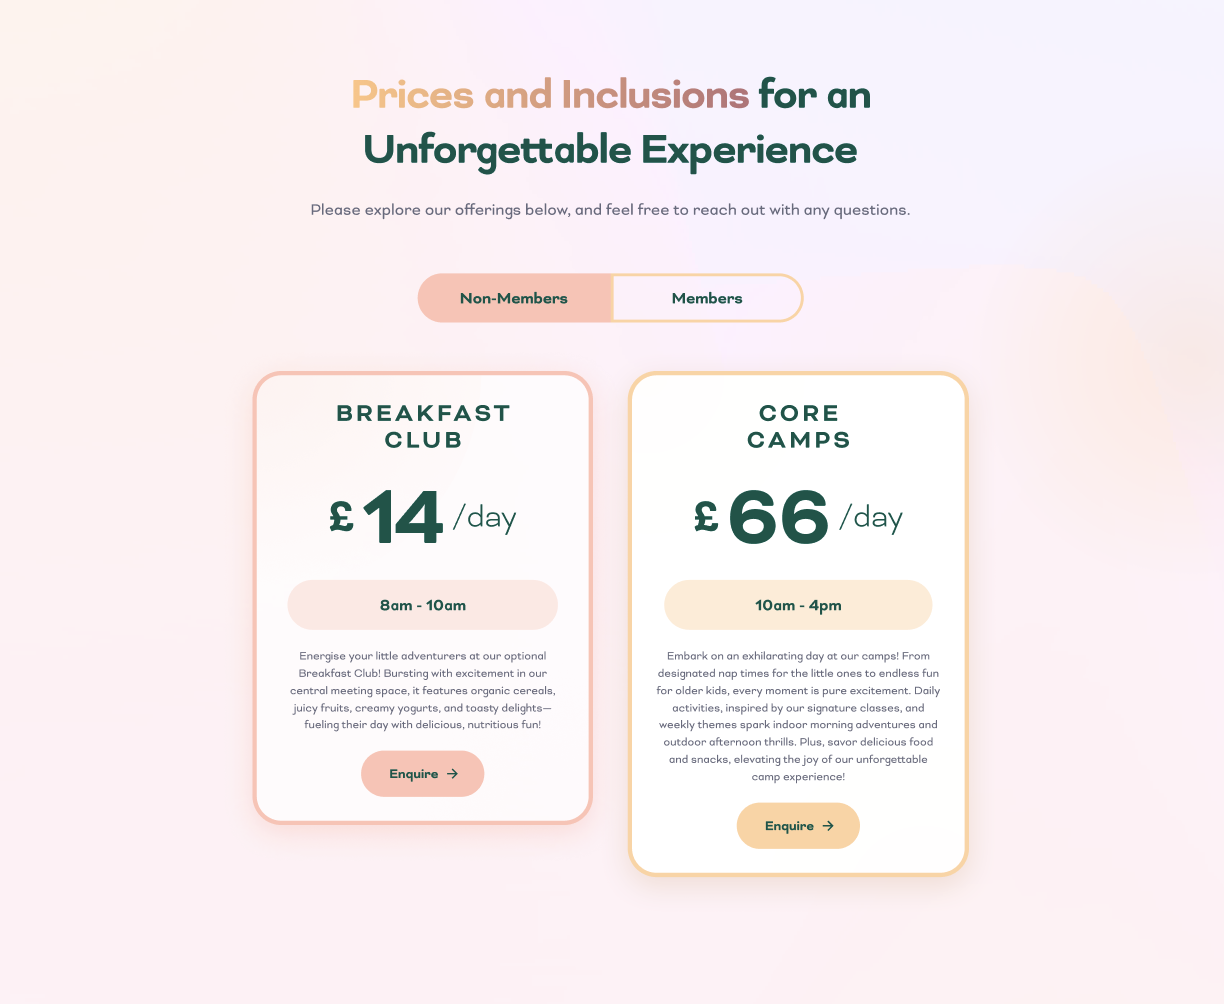 Prices and Inclusions for an
Unforgettable Experience
Please explore our offerings below, and feel free to reach out with any questions.
Non-Members
Members
BREAKFAST
CLUB
£ 14 /day
8am - 10am
Energise your little adventurers at our optional
Breakfast Club! Bursting with excitement in our
central meeting space, it features organic cereals,
juicy fruits, creamy yogurts, and toasty delights—
fueling their day with delicious, nutritious fun!
Enquire →
CORE
CAMPS
£ 66 /day
10am - 4pm
Embark on an exhilarating day at our camps! From
designated nap times for the little ones to endless fun
for older kids, every moment is pure excitement. Daily
activities, inspired by our signature classes, and
weekly themes spark indoor morning adventures and
outdoor afternoon thrills. Plus, savor delicious food
and snacks, elevating the joy of our unforgettable
camp experience!
Enquire →